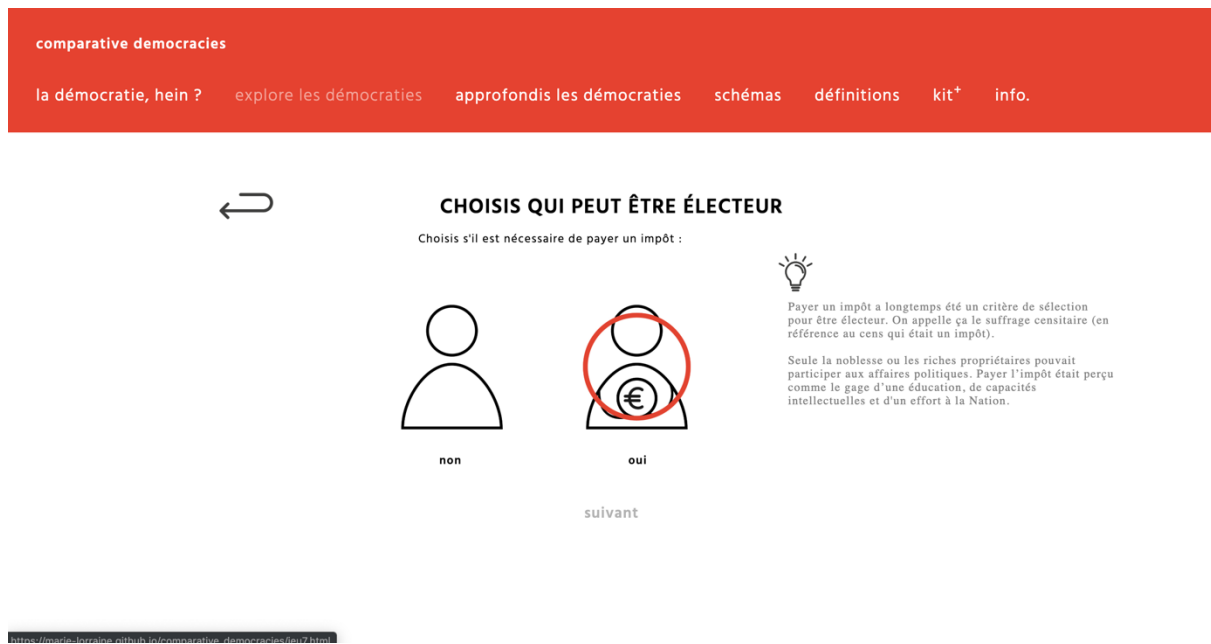 comparative democracies
la démocratie, hein ? explore les démocraties approfondis les démocraties schémas définitions kit⁺ info.
CHOISIS QUI PEUT ÊTRE ÉLECTEUR
Choisis s'il est nécessaire de payer un impôt :
€
non
oui
suivant
Payer un impôt a longtemps été un critère de sélection
pour être électeur. On appelle ça le suffrage censitaire (en
référence au cens qui était un impôt).
Seule la noblesse ou les riches propriétaires pouvait
participer aux affaires politiques. Payer l’impôt était perçu
comme le gage d’une éducation, de capacités
intellectuelles et d'un effort à la Nation.
https://marie-lorraine.github.io/comparative_democracies/jeu7.html